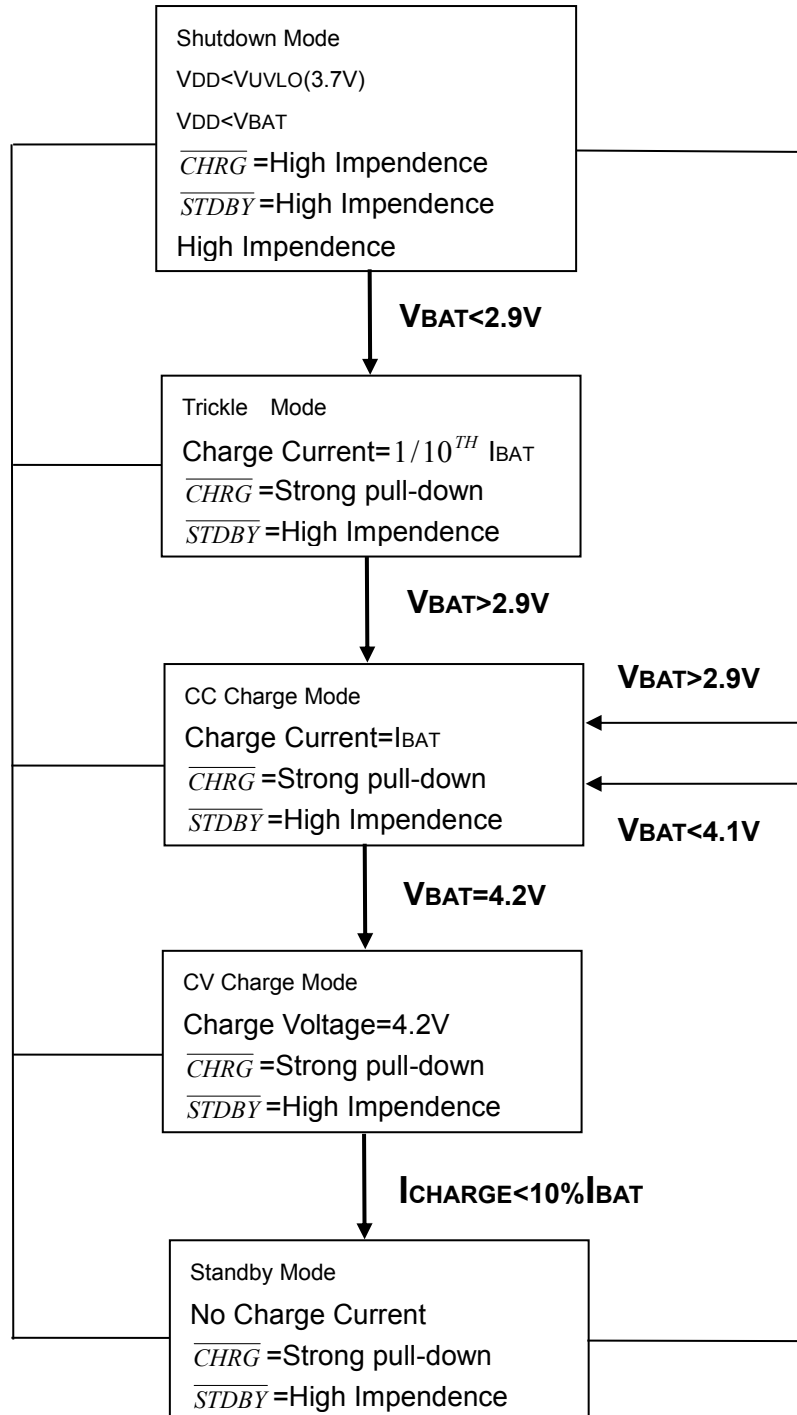 Shutdown Mode
VDD<VUVLO(3.7V)
VDD<VBAT
CHRG =High Impendence
STDBY =High Impendence
High Impendence
VBAT<2.9V
Trickle Mode
Charge Current=1/10^TH IBAT
CHRG =Strong pull-down
STDBY =High Impendence
VBAT>2.9V
VBAT>2.9V
CC Charge Mode
Charge Current=IBAT
CHRG =Strong pull-down
STDBY =High Impendence
VBAT<4.1V
VBAT=4.2V
CV Charge Mode
Charge Voltage=4.2V
CHRG =Strong pull-down
STDBY =High Impendence
ICHARGE<10%IBAT
Standby Mode
No Charge Current
CHRG =Strong pull-down
STDBY =High Impendence